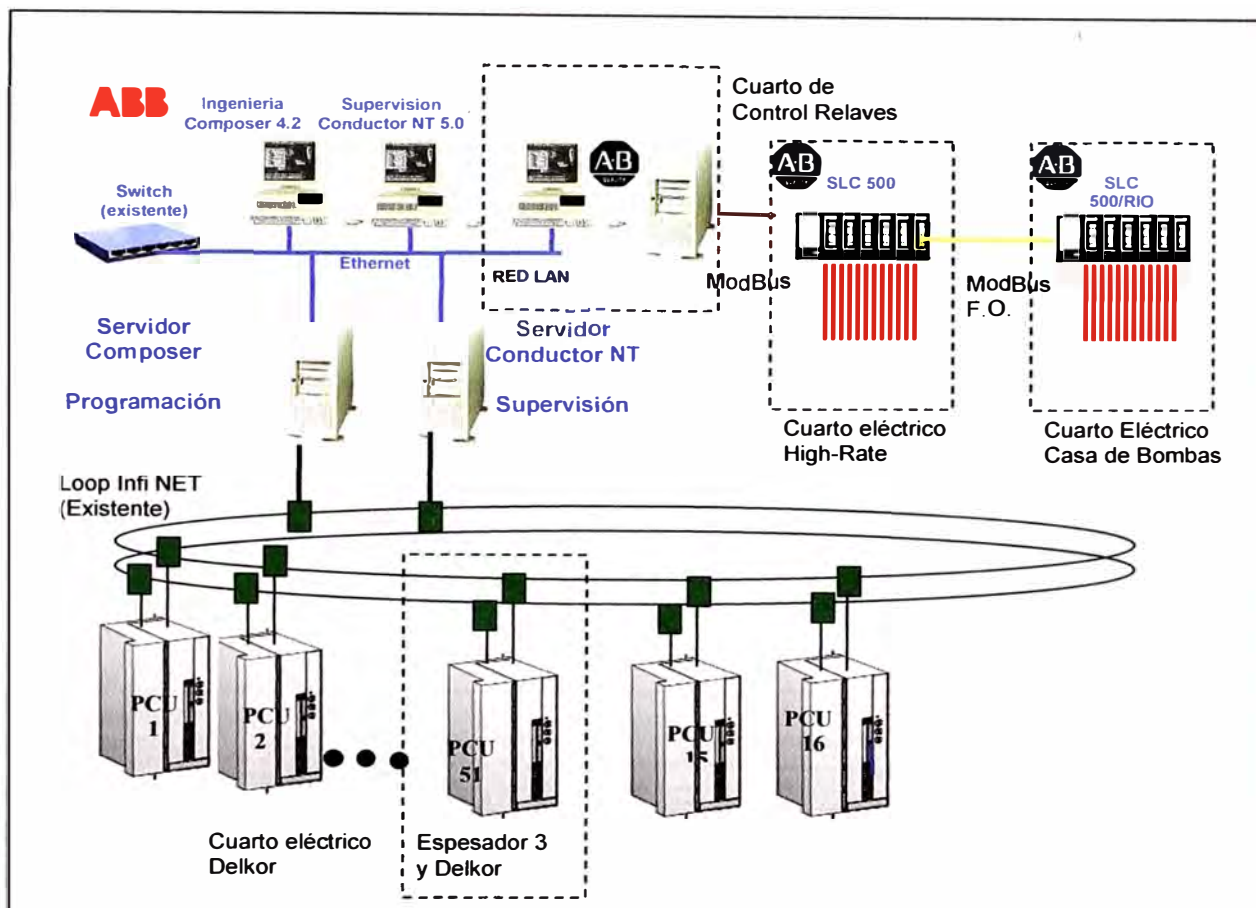 ABB
Ingenieria
Composer 4.2
Supervision
Conductor NT 5.0
Cuarto de
Control Relaves
Switch
(existente)
A·B
A·B
SLC 500
A·B
SLC
500/RIO
Ethernet
RED LAN
ModBus
ModBus
F.O.
Servidor
Composer
Programación
Servidor
Conductor NT
Supervisión
Cuarto eléctrico
High-Rate
Cuarto Eléctrico
Casa de Bombas
Loop Infi NET
(Existente)
PCU
1
PCU
2
PCU
51
PCU
PCU
16
Cuarto eléctrico
Delkor
Espesador 3
y Delkor